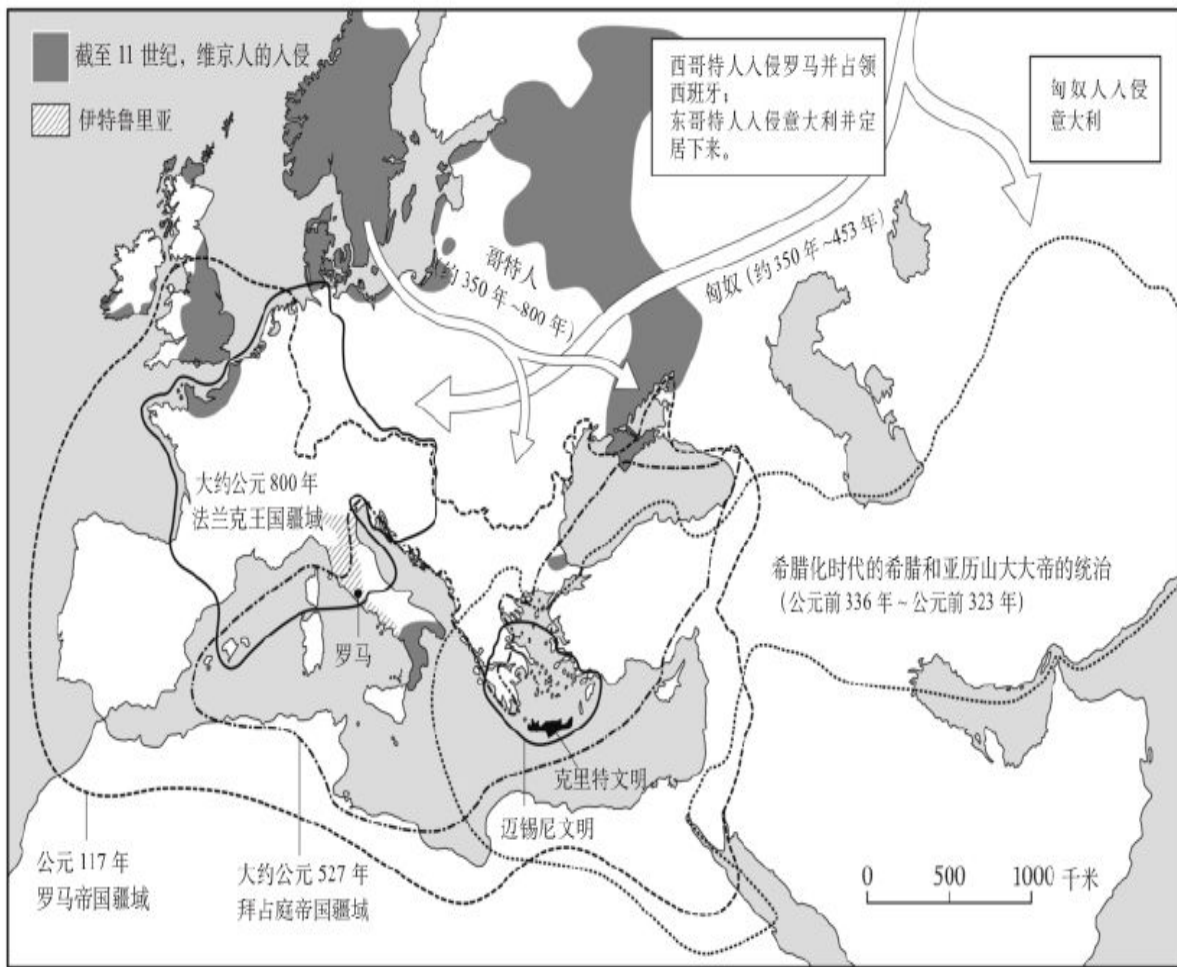 截至 11 世纪，维京人的入侵
伊特鲁里亚
西哥特人入侵罗马并占领
西班牙；
东哥特人入侵意大利并定
居下来。
匈奴人入侵
意大利
哥特人
（约 350 年~800 年）
匈奴（约 350 年~453 年）
大约公元 800 年
法兰克王国疆域
罗马
希腊化时代的希腊和亚历山大大帝的统治
（公元前 336 年 ~ 公元前 323 年）
克里特文明
迈锡尼文明
公元 117 年
罗马帝国疆域
大约公元 527 年
拜占庭帝国疆域
0 500 1000 千米